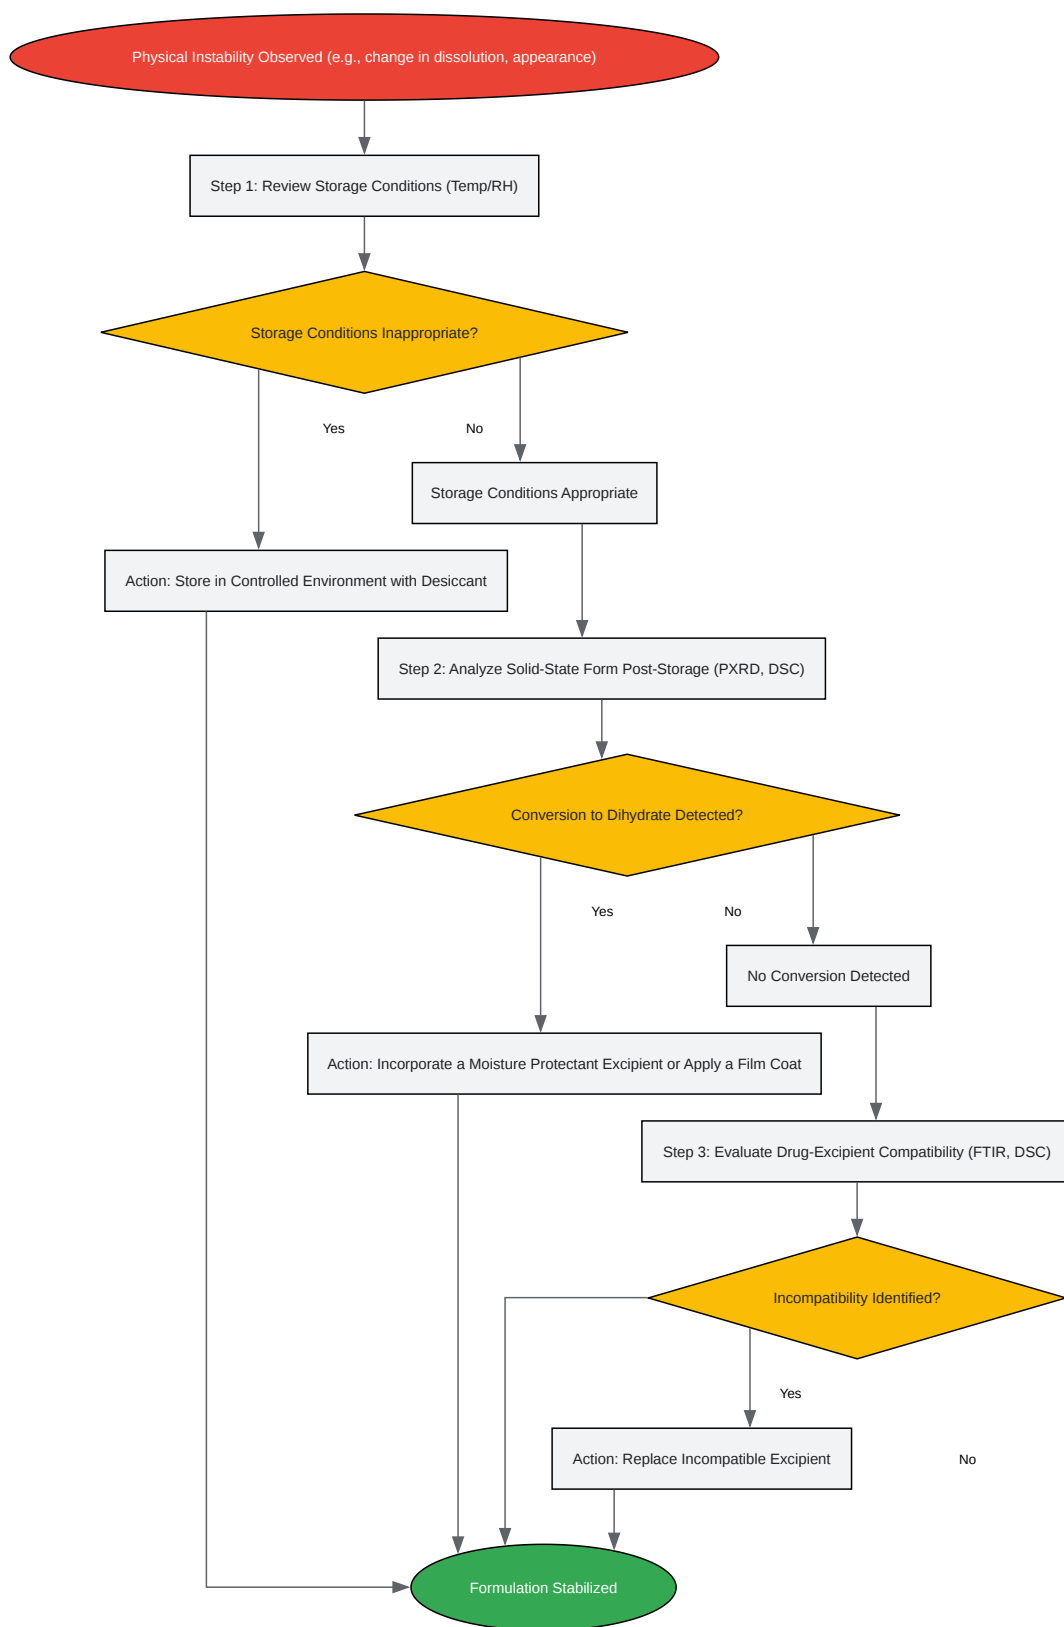 Physical Instability Observed (e.g., change in dissolution, appearance)
Step 1: Review Storage Conditions (Temp/RH)
Storage Conditions Inappropriate?
Yes
No
Storage Conditions Appropriate
Action: Store in Controlled Environment with Desiccant
Step 2: Analyze Solid-State Form Post-Storage (PXRD, DSC)
Conversion to Dihydrate Detected?
Yes
No
No Conversion Detected
Action: Incorporate a Moisture Protectant Excipient or Apply a Film Coat
Step 3: Evaluate Drug-Excipient Compatibility (FTIR, DSC)
Incompatibility Identified?
Yes
Action: Replace Incompatible Excipient
No
Formulation Stabilized